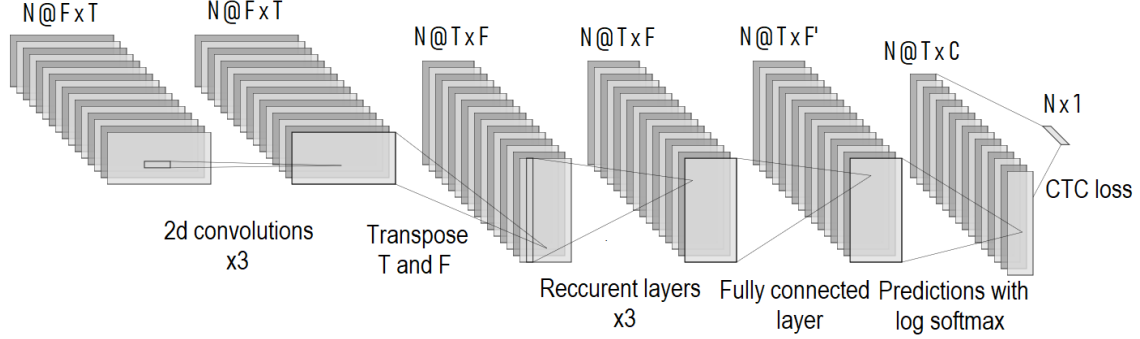 N@FxT
N@FxT
N@TxF
N@TxF
N@TxF'
N@TxC
Nx1
CTC loss
2d convolutions
x3
Transpose
T and F
Reccurent layers
x3
Fully connected
layer
Predictions with
log softmax